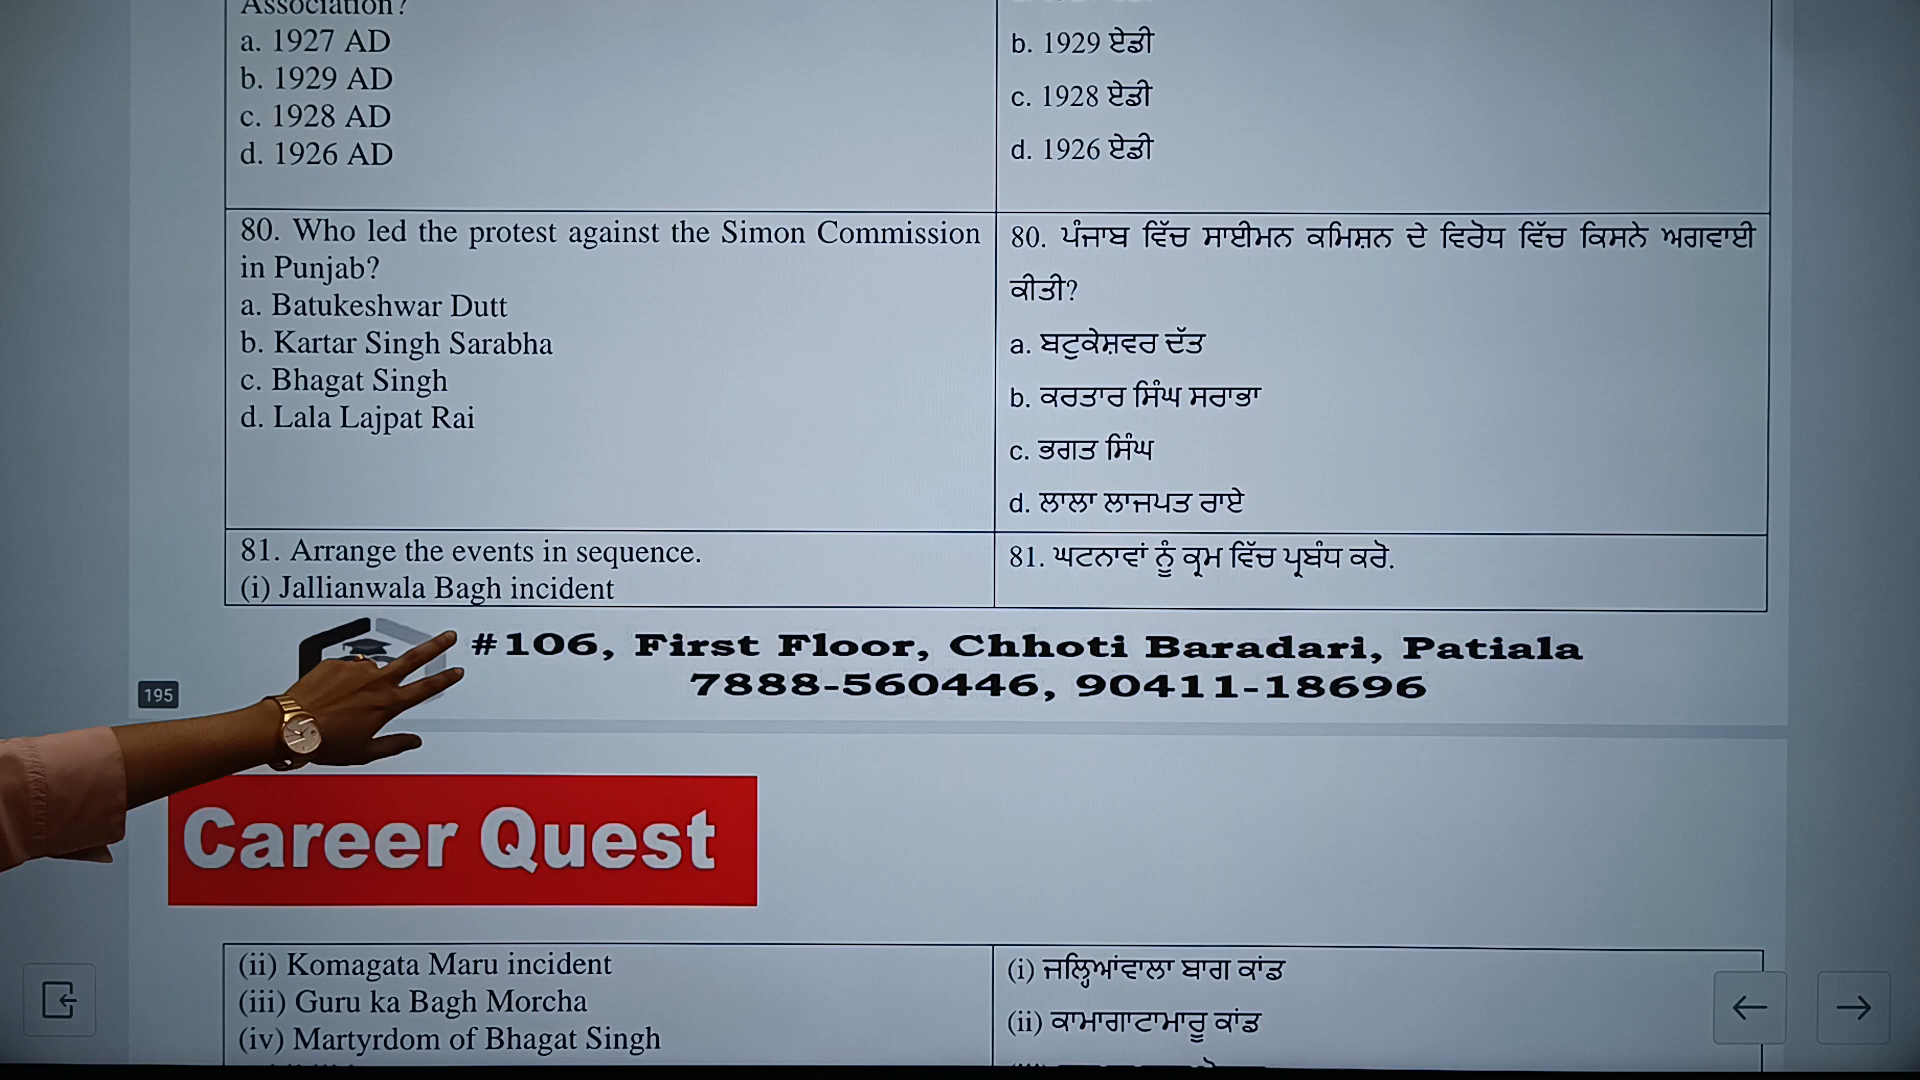 Association?
a. 1927 AD
b. 1929 AD
c. 1928 AD
d. 1926 AD
b. 1929 ਏਡੀ
c. 1928 ਏਡੀ
d. 1926 ਏਡੀ
80. Who led the protest against the Simon Commission
in Punjab?
a. Batukeshwar Dutt
b. Kartar Singh Sarabha
c. Bhagat Singh
d. Lala Lajpat Rai
80. ਪੰਜਾਬ ਵਿੱਚ ਸਾਈਮਨ ਕਮਿਸ਼ਨ ਦੇ ਵਿਰੋਧ ਵਿੱਚ ਕਿਸਨੇ ਅਗਵਾਈ
ਕੀਤੀ?
a. ਬਟੁਕੇਸ਼ਵਰ ਦੱਤ
b. ਕਰਤਾਰ ਸਿੰਘ ਸਰਾਭਾ
c. ਭਗਤ ਸਿੰਘ
d. ਲਾਲਾ ਲਾਜਪਤ ਰਾਏ
81. Arrange the events in sequence.
(i) Jallianwala Bagh incident
81. ਘਟਨਾਵਾਂ ਨੂੰ ਕ੍ਰਮ ਵਿੱਚ ਪ੍ਰਬੰਧ ਕਰੋ.
#106, First Floor, Chhoti Baradari, Patiala
7888-560446, 90411-18696
195
Career Quest
(ii) Komagata Maru incident
(iii) Guru ka Bagh Morcha
(iv) Martyrdom of Bhagat Singh
(i) ਜਲ੍ਹਿਆਂਵਾਲਾ ਬਾਗ ਕਾਂਡ
(ii) ਕਾਮਾਗਾਟਾਮਾਰੂ ਕਾਂਡ